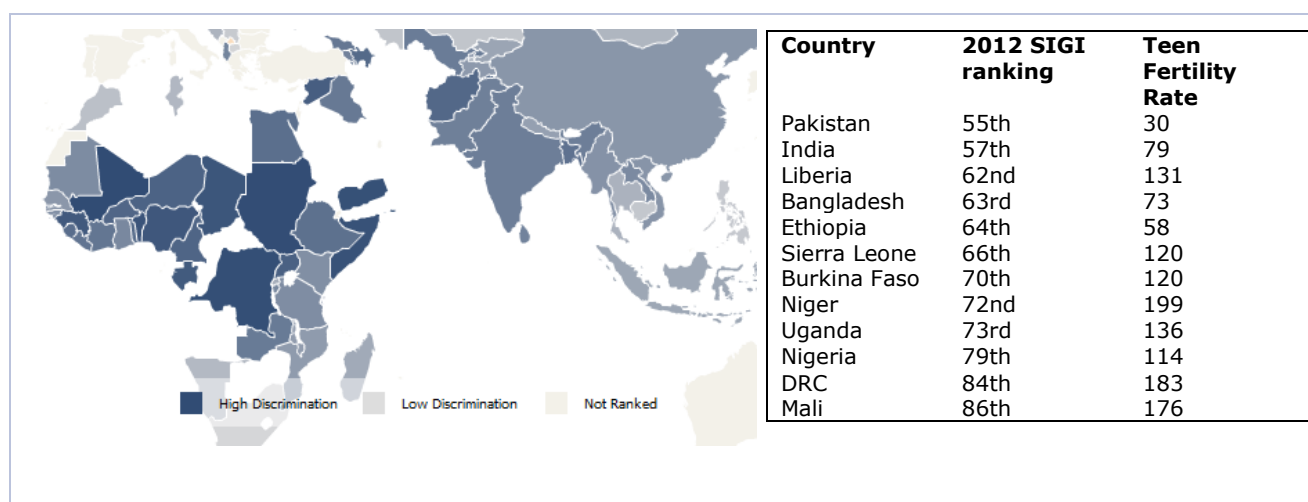 High Discrimination Low Discrimination Not Ranked
Country 2012 SIGI Teen
ranking Fertility
Rate
Pakistan 55th 30
India 57th 79
Liberia 62nd 131
Bangladesh 63rd 73
Ethiopia 64th 58
Sierra Leone 66th 120
Burkina Faso 70th 120
Niger 72nd 199
Uganda 73rd 136
Nigeria 79th 114
DRC 84th 183
Mali 86th 176